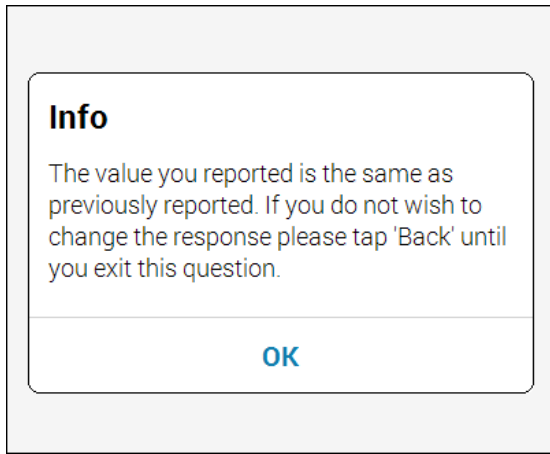 Info
The value you reported is the same as
previously reported. If you do not wish to
change the response please tap 'Back' until
you exit this question.
OK